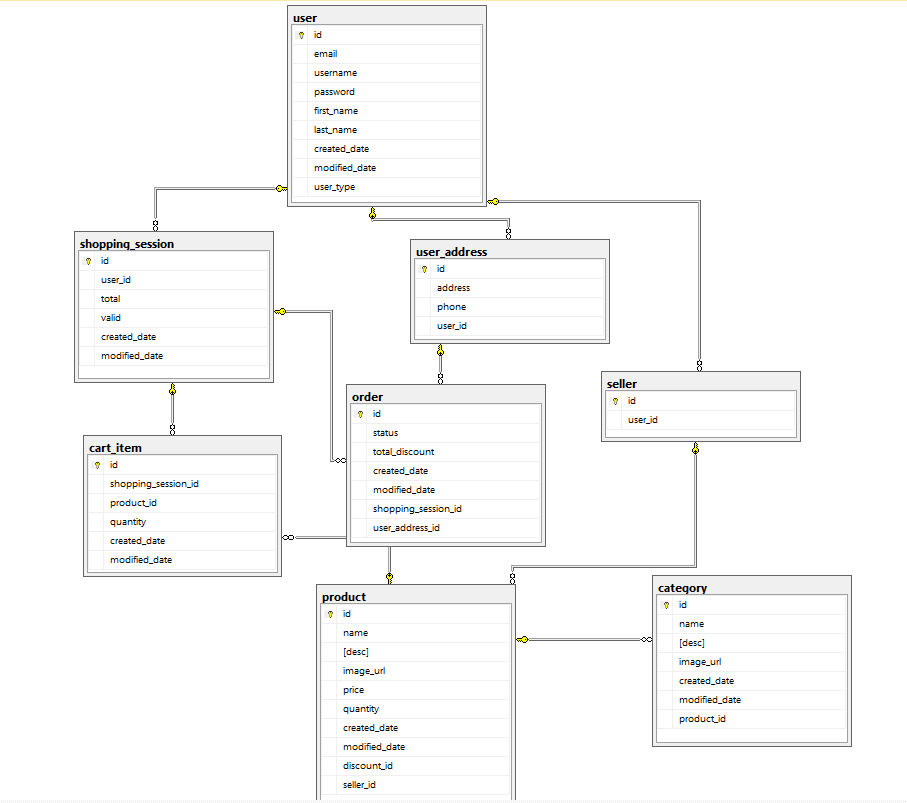 user
id
email
username
password
first_name
last_name
created_date
modified_date
user_type
shopping_session
id
user_id
total
valid
created_date
modified_date
user_address
id
address
phone
user_id
seller
id
user_id
order
id
status
total_discount
created_date
modified_date
shopping_session_id
user_address_id
cart_item
id
shopping_session_id
product_id
quantity
created_date
modified_date
product
id
name
[desc]
image_url
price
quantity
created_date
modified_date
discount_id
seller_id
category
id
name
[desc]
image_url
created_date
modified_date
product_id